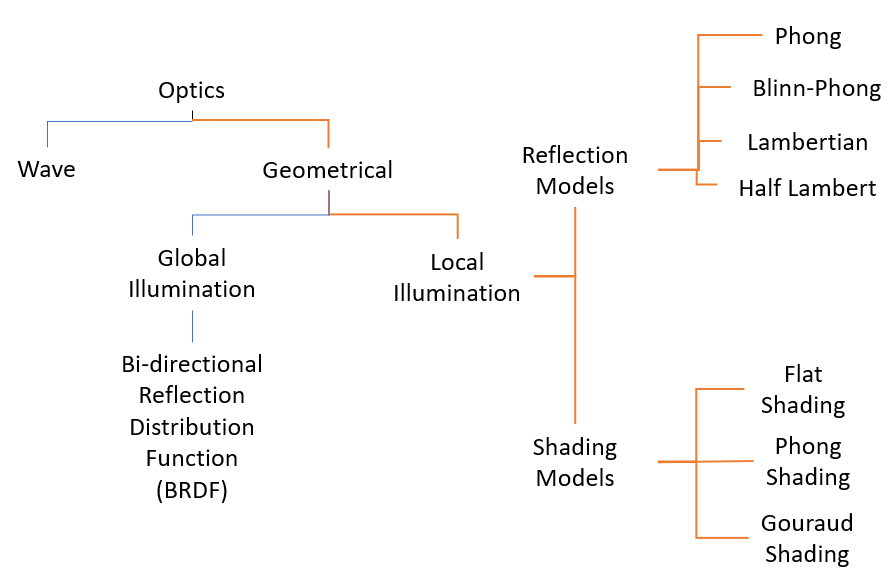 Optics
Wave
Geometrical
Global
Illumination
Bi-directional
Reflection
Distribution
Function
(BRDF)
Local
Illumination
Reflection
Models
Phong
Blinn-Phong
Lambertian
Half Lambert
Shading
Models
Flat
Shading
Phong
Shading
Gouraud
Shading